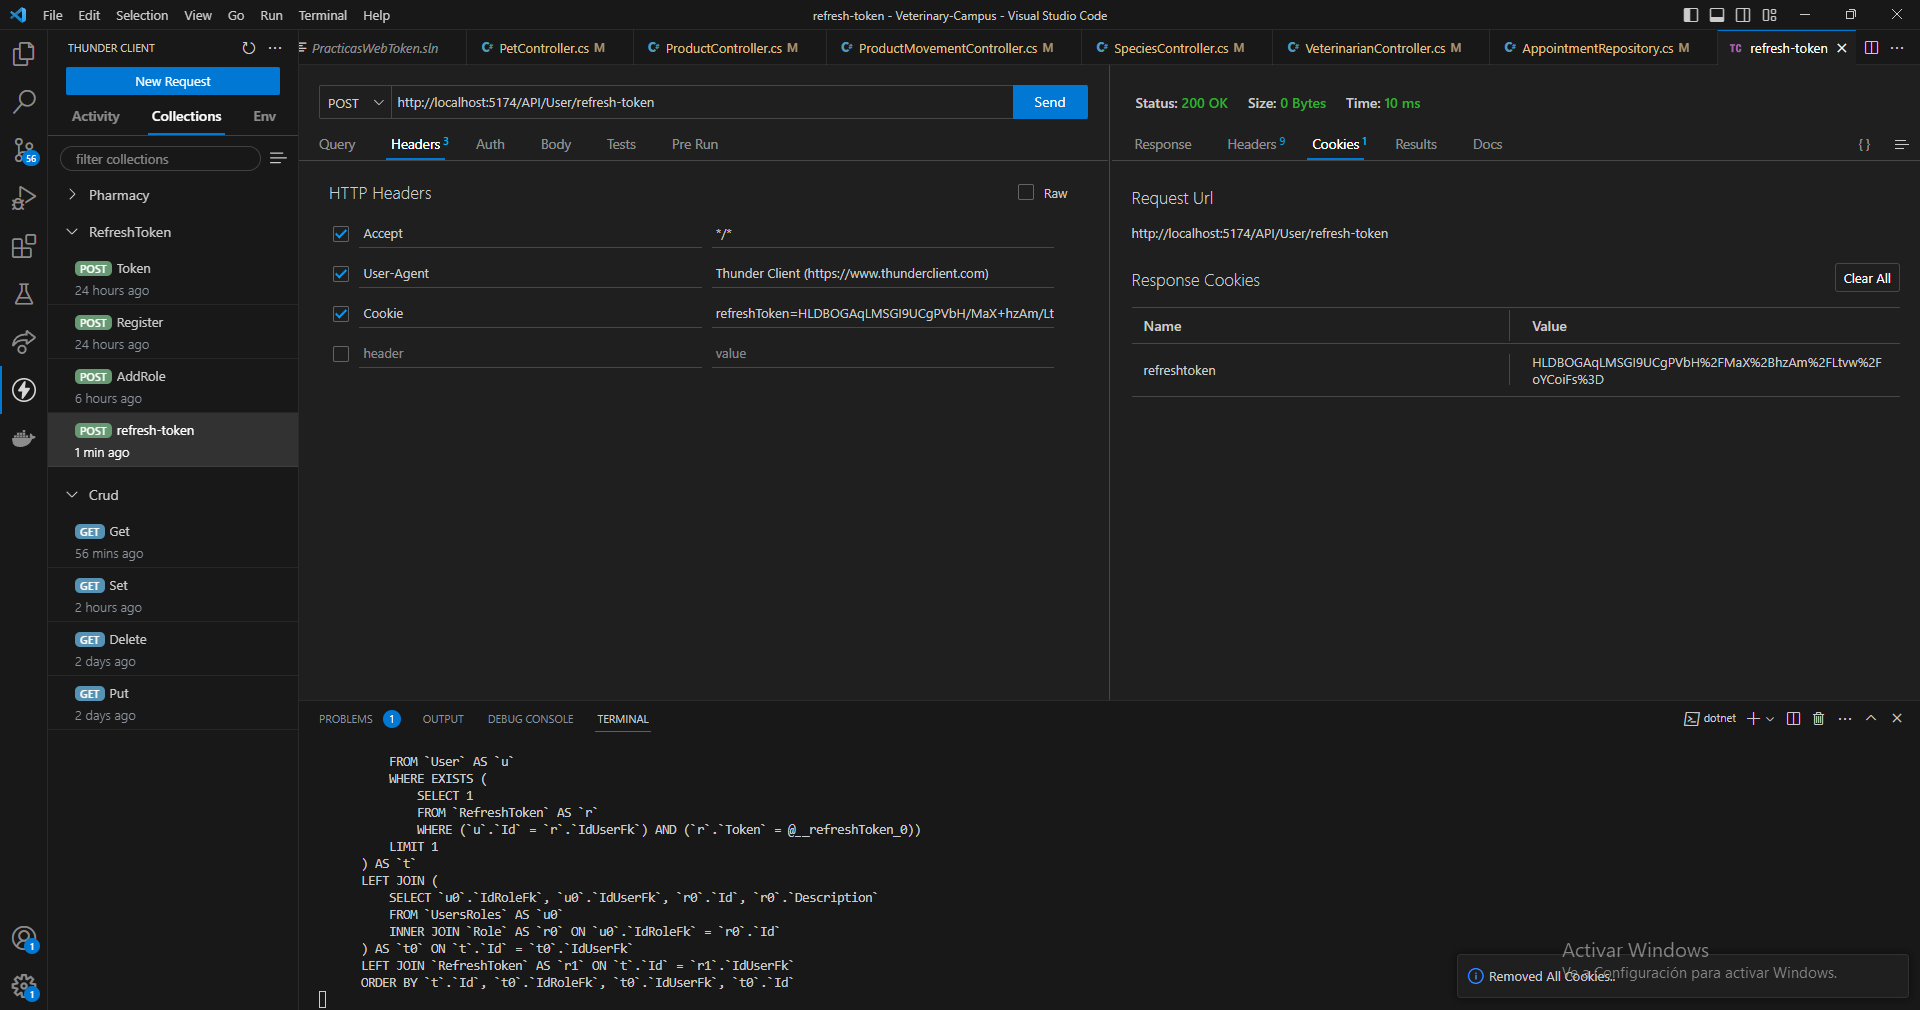 File Edit Selection View Go Run Terminal Help
refresh-token - Veterinary-Campus - Visual Studio Code
THUNDER CLIENT
New Request
Activity Collections Env
filter collections
Pharmacy
RefreshToken
POST Token
24 hours ago
POST Register
24 hours ago
POST AddRole
6 hours ago
POST refresh-token
1 min ago
Crud
GET Get
56 mins ago
GET Set
2 hours ago
GET Delete
2 days ago
GET Put
2 days ago
56
1
1
PracticasWebToken.sln PetController.cs M ProductController.cs M ProductMovementController.cs M SpeciesController.cs M VeterinarianController.cs M AppointmentRepository.cs M TC refresh-token
POST http://localhost:5174/API/User/refresh-token Send
Query Headers 3 Auth Body Tests Pre Run
HTTP Headers Raw
Accept */*
User-Agent Thunder Client (https://www.thunderclient.com)
Cookie refreshToken=HLDBOGAqLMSGI9UCgPVbH/MaX+hzAm/Lt
header value
Status: 200 OK Size: 0 Bytes Time: 10 ms
Response Headers 9 Cookies 1 Results Docs { }
Request Url
http://localhost:5174/API/User/refresh-token
Response Cookies Clear All
Name Value
refreshtoken HLDBOGAqLMSGI9UCgPVbH%2FMaX%2BhzAm%2FLtvw%2F
oYCoiFs%3D
PROBLEMS 1 OUTPUT DEBUG CONSOLE TERMINAL dotnet
FROM `User` AS `u`
WHERE EXISTS (
SELECT 1
FROM `RefreshToken` AS `r`
WHERE (`u`.`Id` = `r`.`IdUserFk`) AND (`r`.`Token` = @__refreshToken_0))
LIMIT 1
) AS `t`
LEFT JOIN (
SELECT `u0`.`IdRoleFk`, `u0`.`IdUserFk`, `r0`.`Id`, `r0`.`Description`
FROM `UsersRoles` AS `u0`
INNER JOIN `Role` AS `r0` ON `u0`.`IdRoleFk` = `r0`.`Id`
) AS `t0` ON `t`.`Id` = `t0`.`IdUserFk`
LEFT JOIN `RefreshToken` AS `r1` ON `t`.`Id` = `r1`.`IdUserFk`
ORDER BY `t`.`Id`, `t0`.`IdRoleFk`, `t0`.`IdUserFk`, `t0`.`Id`
Activar Windows
Ve a Configuración para activar Windows.
Removed All Cookies..